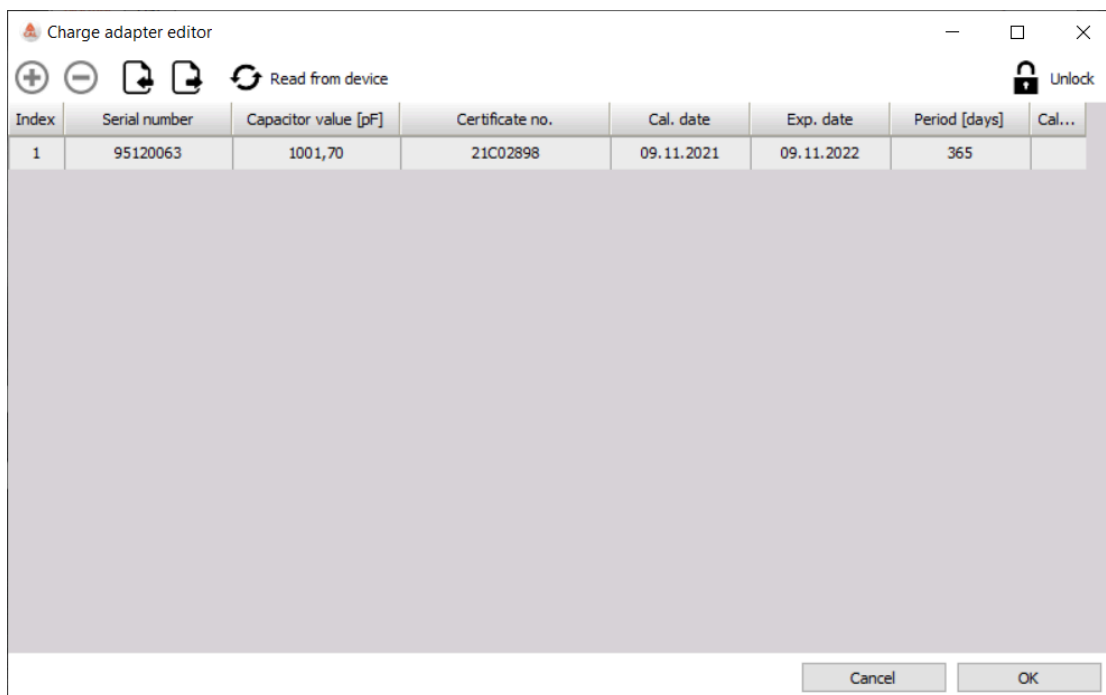 Charge adapter editor
Read from device Unlock
Index Serial number Capacitor value [pF] Certificate no. Cal. date Exp. date Period [days] Cal...
1 95120063 1001,70 21C02898 09.11.2021 09.11.2022 365
Cancel OK